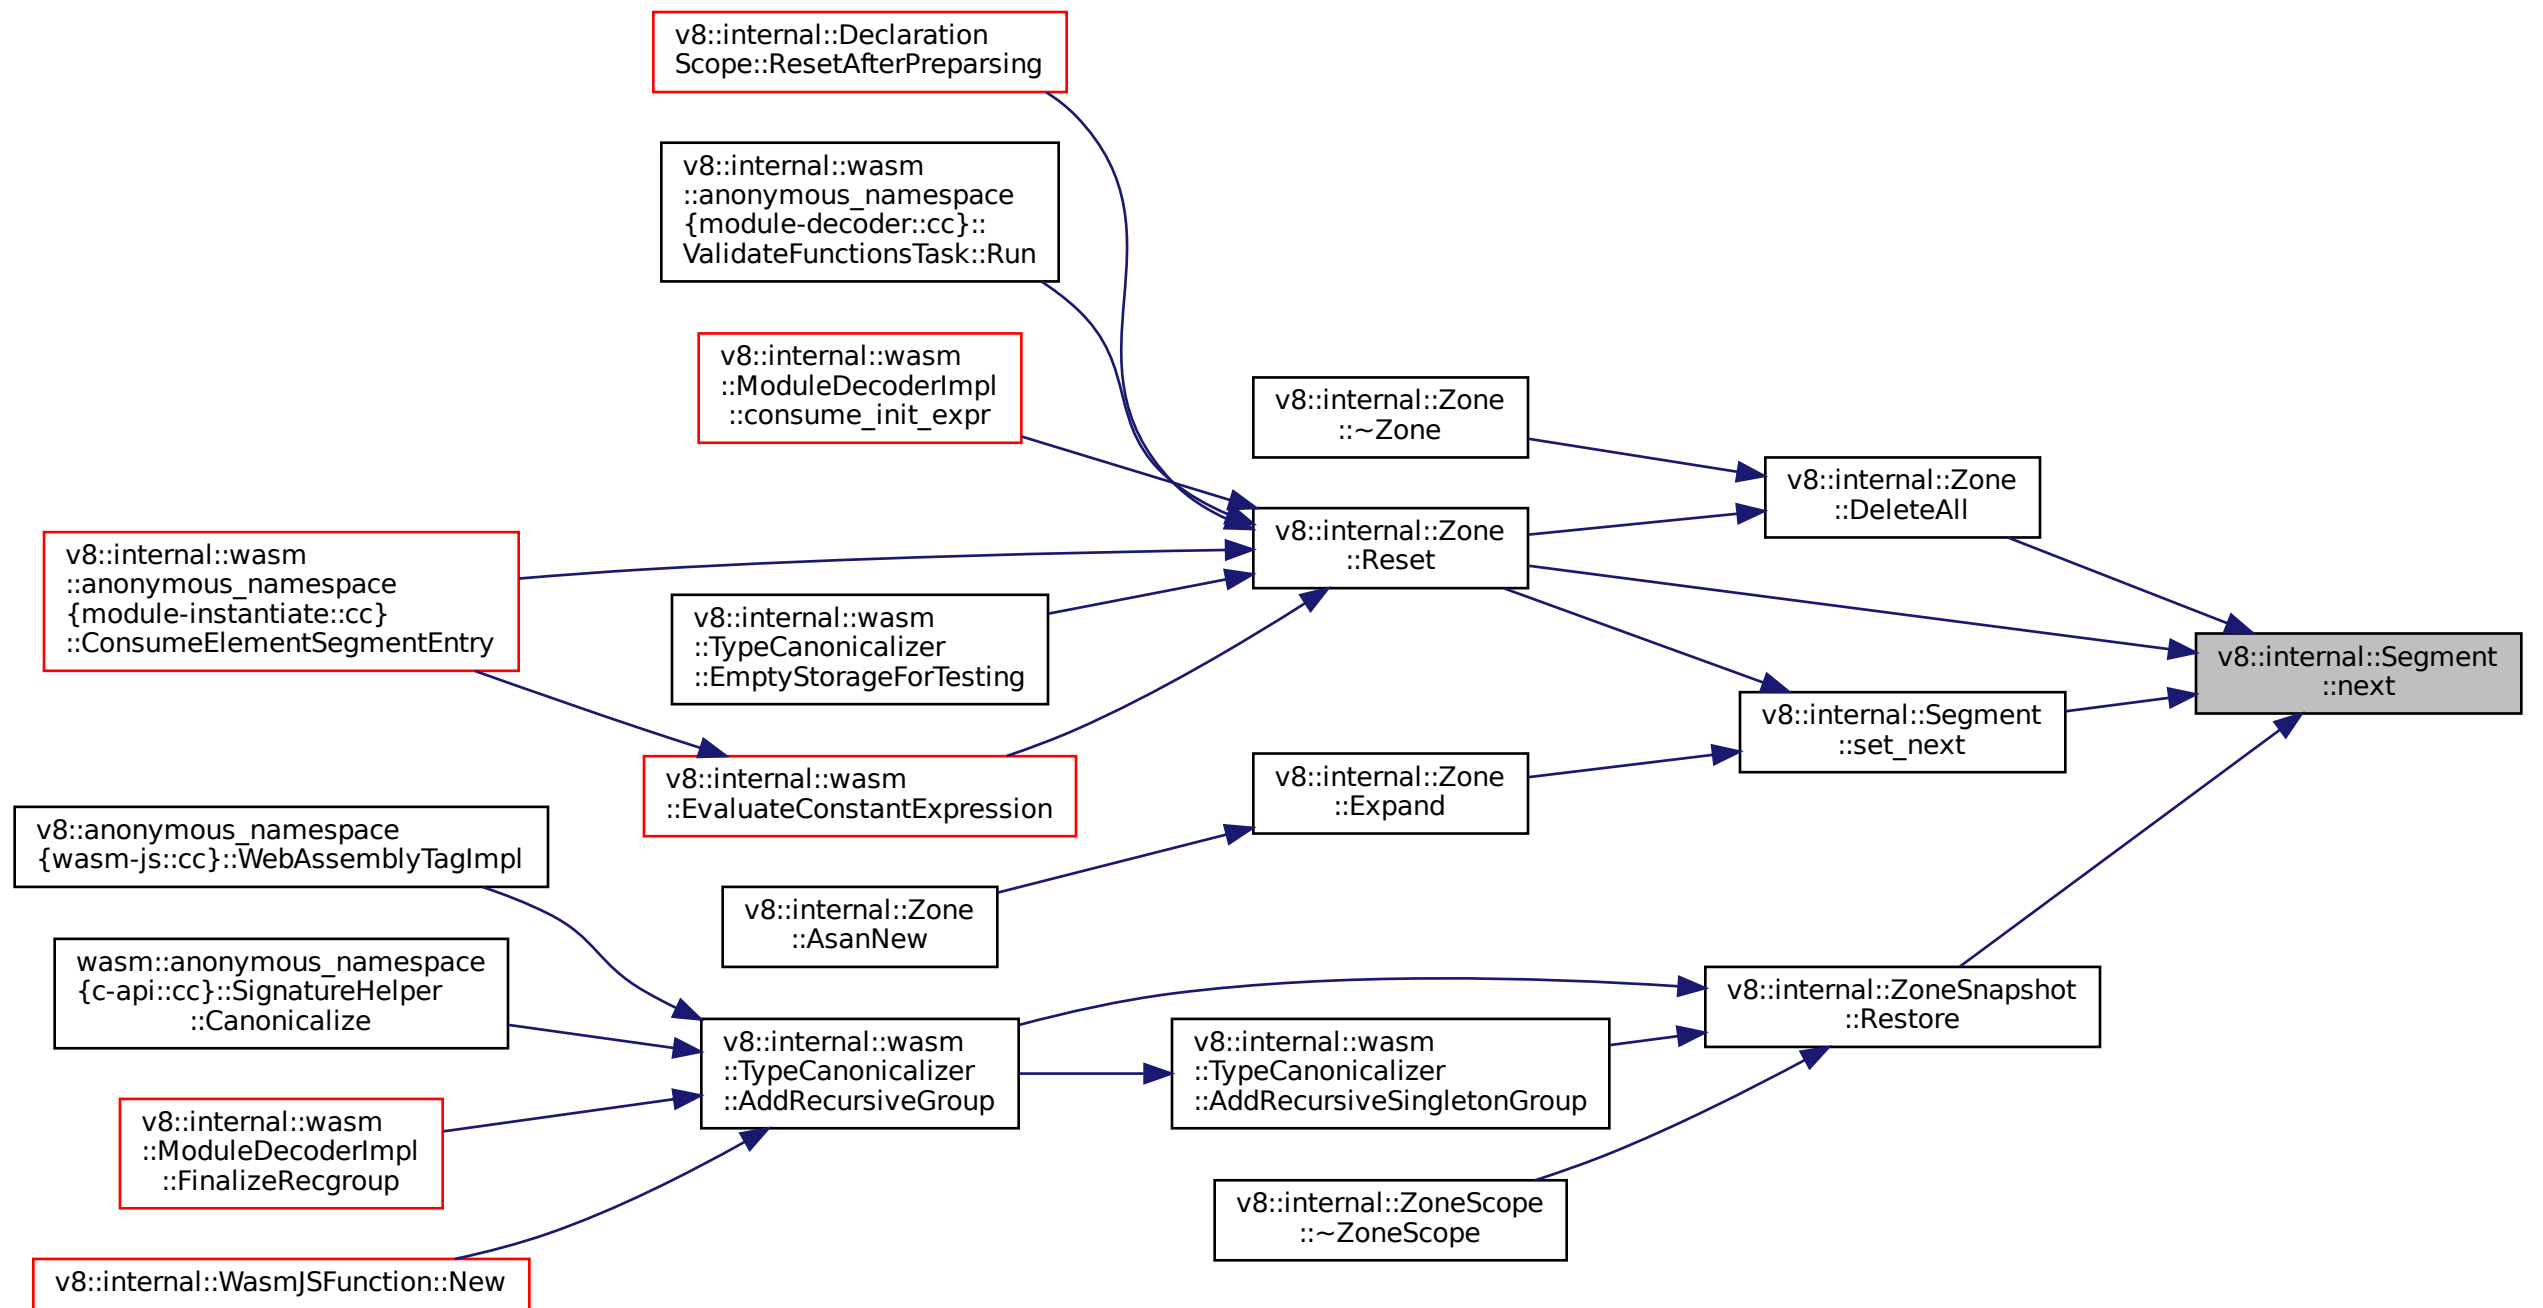 v8::internal::Declaration
Scope::ResetAfterPreparsing
v8::internal::wasm
::anonymous_namespace
{module-decoder::cc}::
ValidateFunctionsTask::Run
v8::internal::wasm
::ModuleDecoderImpl
::consume_init_expr
v8::internal::Zone
::~Zone
v8::internal::Zone
::DeleteAll
v8::internal::Zone
::Reset
v8::internal::wasm
::anonymous_namespace
{module-instantiate::cc}
::ConsumeElementSegmentEntry
v8::internal::wasm
::TypeCanonicalizer
::EmptyStorageForTesting
v8::internal::Segment
::next
v8::internal::Segment
::set_next
v8::internal::wasm
::EvaluateConstantExpression
v8::internal::Zone
::Expand
v8::anonymous_namespace
{wasm-js::cc}::WebAssemblyTagImpl
v8::internal::Zone
::AsanNew
wasm::anonymous_namespace
{c-api::cc}::SignatureHelper
::Canonicalize
v8::internal::ZoneSnapshot
::Restore
v8::internal::wasm
::TypeCanonicalizer
::AddRecursiveGroup
v8::internal::wasm
::TypeCanonicalizer
::AddRecursiveSingletonGroup
v8::internal::wasm
::ModuleDecoderImpl
::FinalizeRecgroup
v8::internal::ZoneScope
::~ZoneScope
v8::internal::WasmJSFunction::New